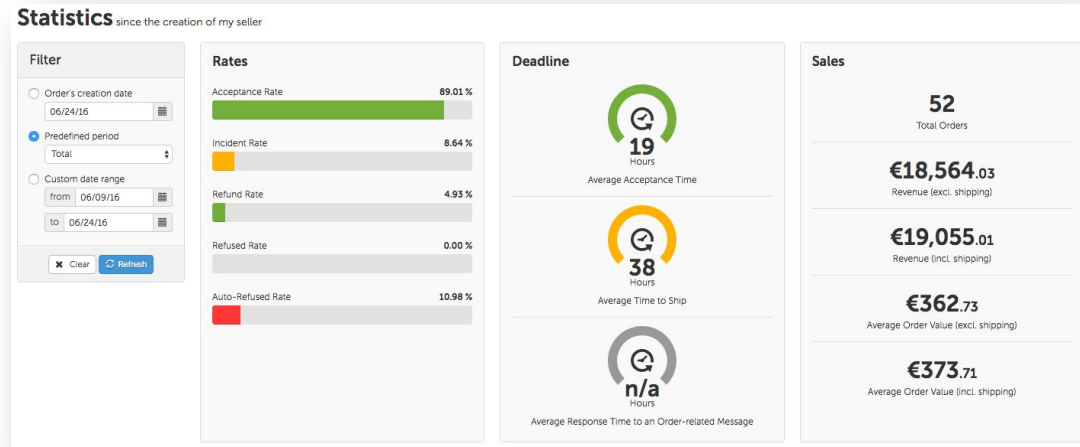 Statistics since the creation of my seller
Filter
Order's creation date
06/24/16
Predefined period
Total
Custom date range
from 06/09/16
to 06/24/16
Clear Refresh
Rates
Acceptance Rate 89.01 %
Incident Rate 8.64 %
Refund Rate 4.93 %
Refused Rate 0.00 %
Auto-Refused Rate 10.98 %
Deadline
19
Hours
Average Acceptance Time
38
Hours
Average Time to Ship
n/a
Hours
Average Response Time to an Order-related Message
Sales
52
Total Orders
€18,564.03
Revenue (excl. shipping)
€19,055.01
Revenue (incl. shipping)
€362.73
Average Order Value (excl. shipping)
€373.71
Average Order Value (incl. shipping)